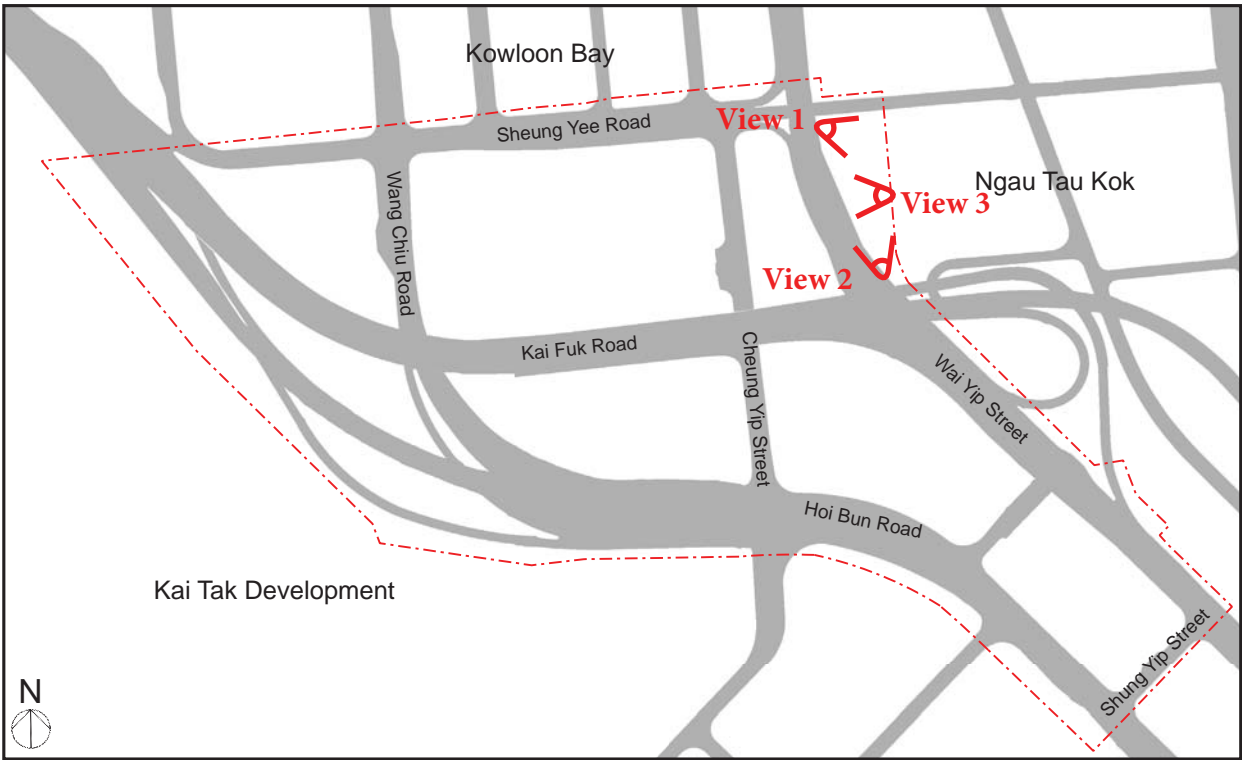 Kowloon Bay
View 1
Sheung Yee Road
Ngau Tau Kok
Wang Chiu Road
View 3
View 2
Kai Fuk Road
Cheung Yip Street
Wai Yip Street
Hoi Bun Road
Kai Tak Development
Shung Yip Street
N